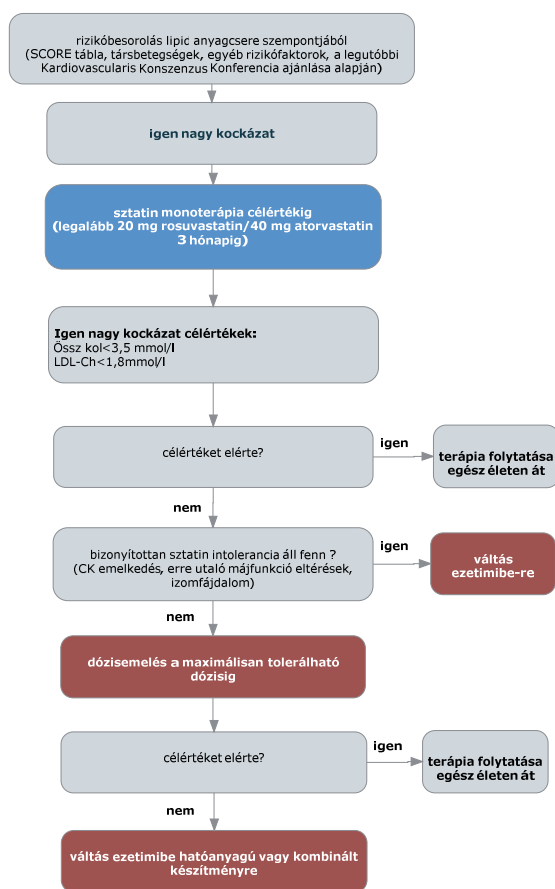 rizikóbesorolás lipic anyagcsere szempontjából
(SCORE tábla, társbetegségek, egyéb rizikófaktorok, a legutóbbi
Kardiovascularis Konszenzus Konferencia ajánlása alapján)
igen nagy kockázat
sztatin monoterápia célértékig
(legalább 20 mg rosuvastatin/40 mg atorvastatin
3 hónapig)
Igen nagy kockázat célértékek:
Össz kol<3,5 mmol/l
LDL-Ch<1,8mmol/l
célértéket elérte?
igen
terápia folytatása
egész életen át
nem
bizonyítottan sztatin intolerancia áll fenn ?
(CK emelkedés, erre utaló májfunkció eltérések,
izomfájdalom)
igen
váltás
ezetimibe-re
nem
dózisemelés a maximálisan tolerálható
dózisig
célértéket elérte?
igen
terápia folytatása
egész életen át
nem
váltás ezetimibe hatóanyagú vagy kombinált
készítményre